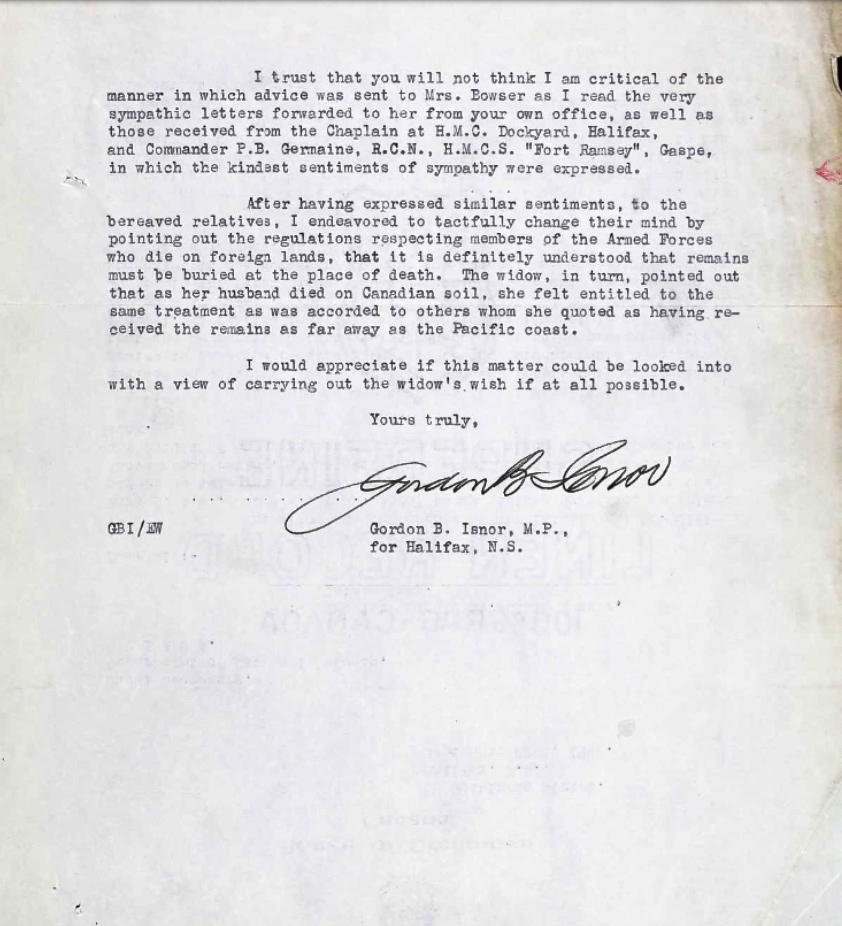 I trust that you will not think I am critical of the
manner in which advice was sent to Mrs. Bowser as I read the very
sympathic letters forwarded to her from your own office, as well as
those received from the Chaplain at H.M.C. Dockyard, Halifax,
and Commander P.B. Germaine, R.C.N., H.M.C.S. "Fort Ramsey", Gaspe,
in which the kindest sentiments of sympathy were expressed.
After having expressed similar sentiments, to the
bereaved relatives, I endeavored to tactfully change their mind by
pointing out the regulations respecting members of the Armed Forces
who die on foreign lands, that it is definitely understood that remains
must be buried at the place of death. The widow, in turn, pointed out
that as her husband died on Canadian soil, she felt entitled to the
same treatment as was accorded to others whom she quoted as having re-
ceived the remains as far away as the Pacific coast.
I would appreciate if this matter could be looked into
with a view of carrying out the widow's wish if at all possible.
Yours truly,
Gordon B Isnor
GBI/EW
Gordon B. Isnor, M.P.,
for Halifax, N.S.
LINEN RECORD
100% RAG-CANADA